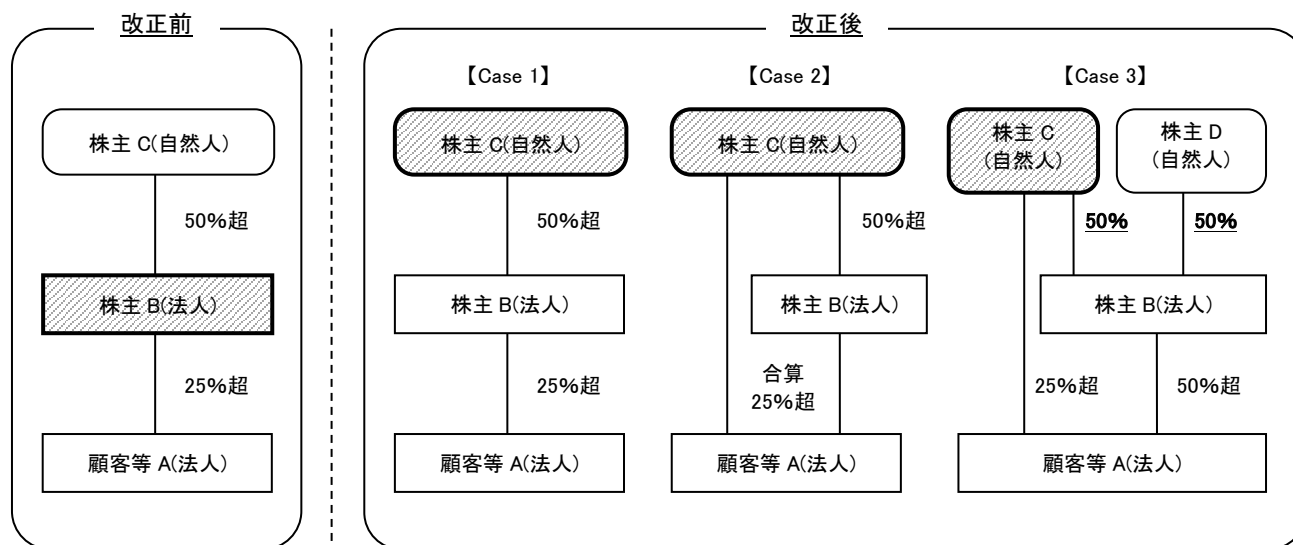 改正前
株主 C(自然人)
50%超
株主 B(法人)
25%超
顧客等 A(法人)
改正後
【Case 1】
株主 C(自然人)
50%超
株主 B(法人)
25%超
顧客等 A(法人)
【Case 2】
株主 C(自然人)
50%超
株主 B(法人)
合算
25%超
顧客等 A(法人)
【Case 3】
株主 C
(自然人)
株主 D
(自然人)
50%
50%
株主 B(法人)
25%超
50%超
顧客等 A(法人)